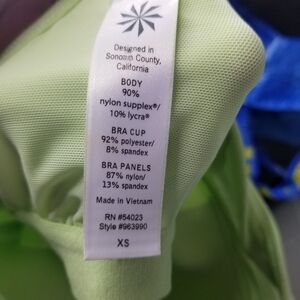 Designed in
Sonoma County,
California
BODY
90%
nylon supplex®/
10% lycra®
BRA CUP
92% polyester/
8% spandex
BRA PANELS
87% nylon/
13% spandex
Made in Vietnam
RN #54023
Style #963990
XS